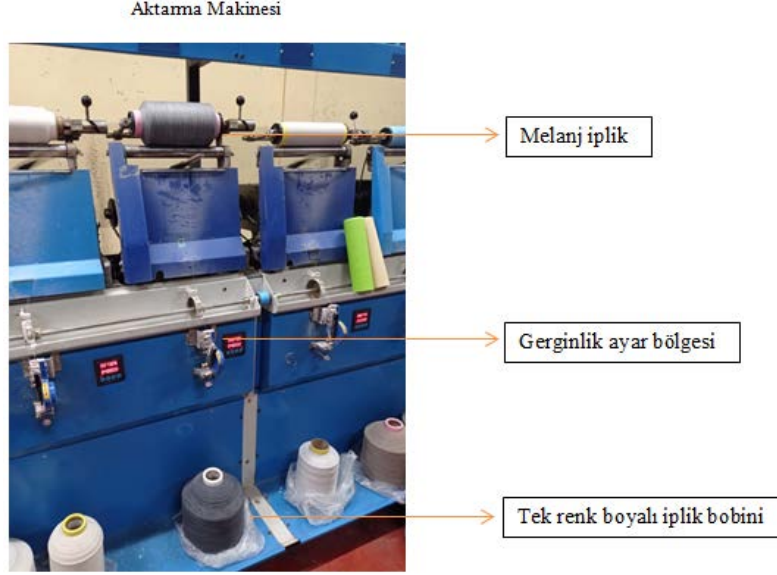 Aktarma Makinesi
Melanj iplik
Gerginlik ayar bölgesi
Tek renk boyalı iplik bobini